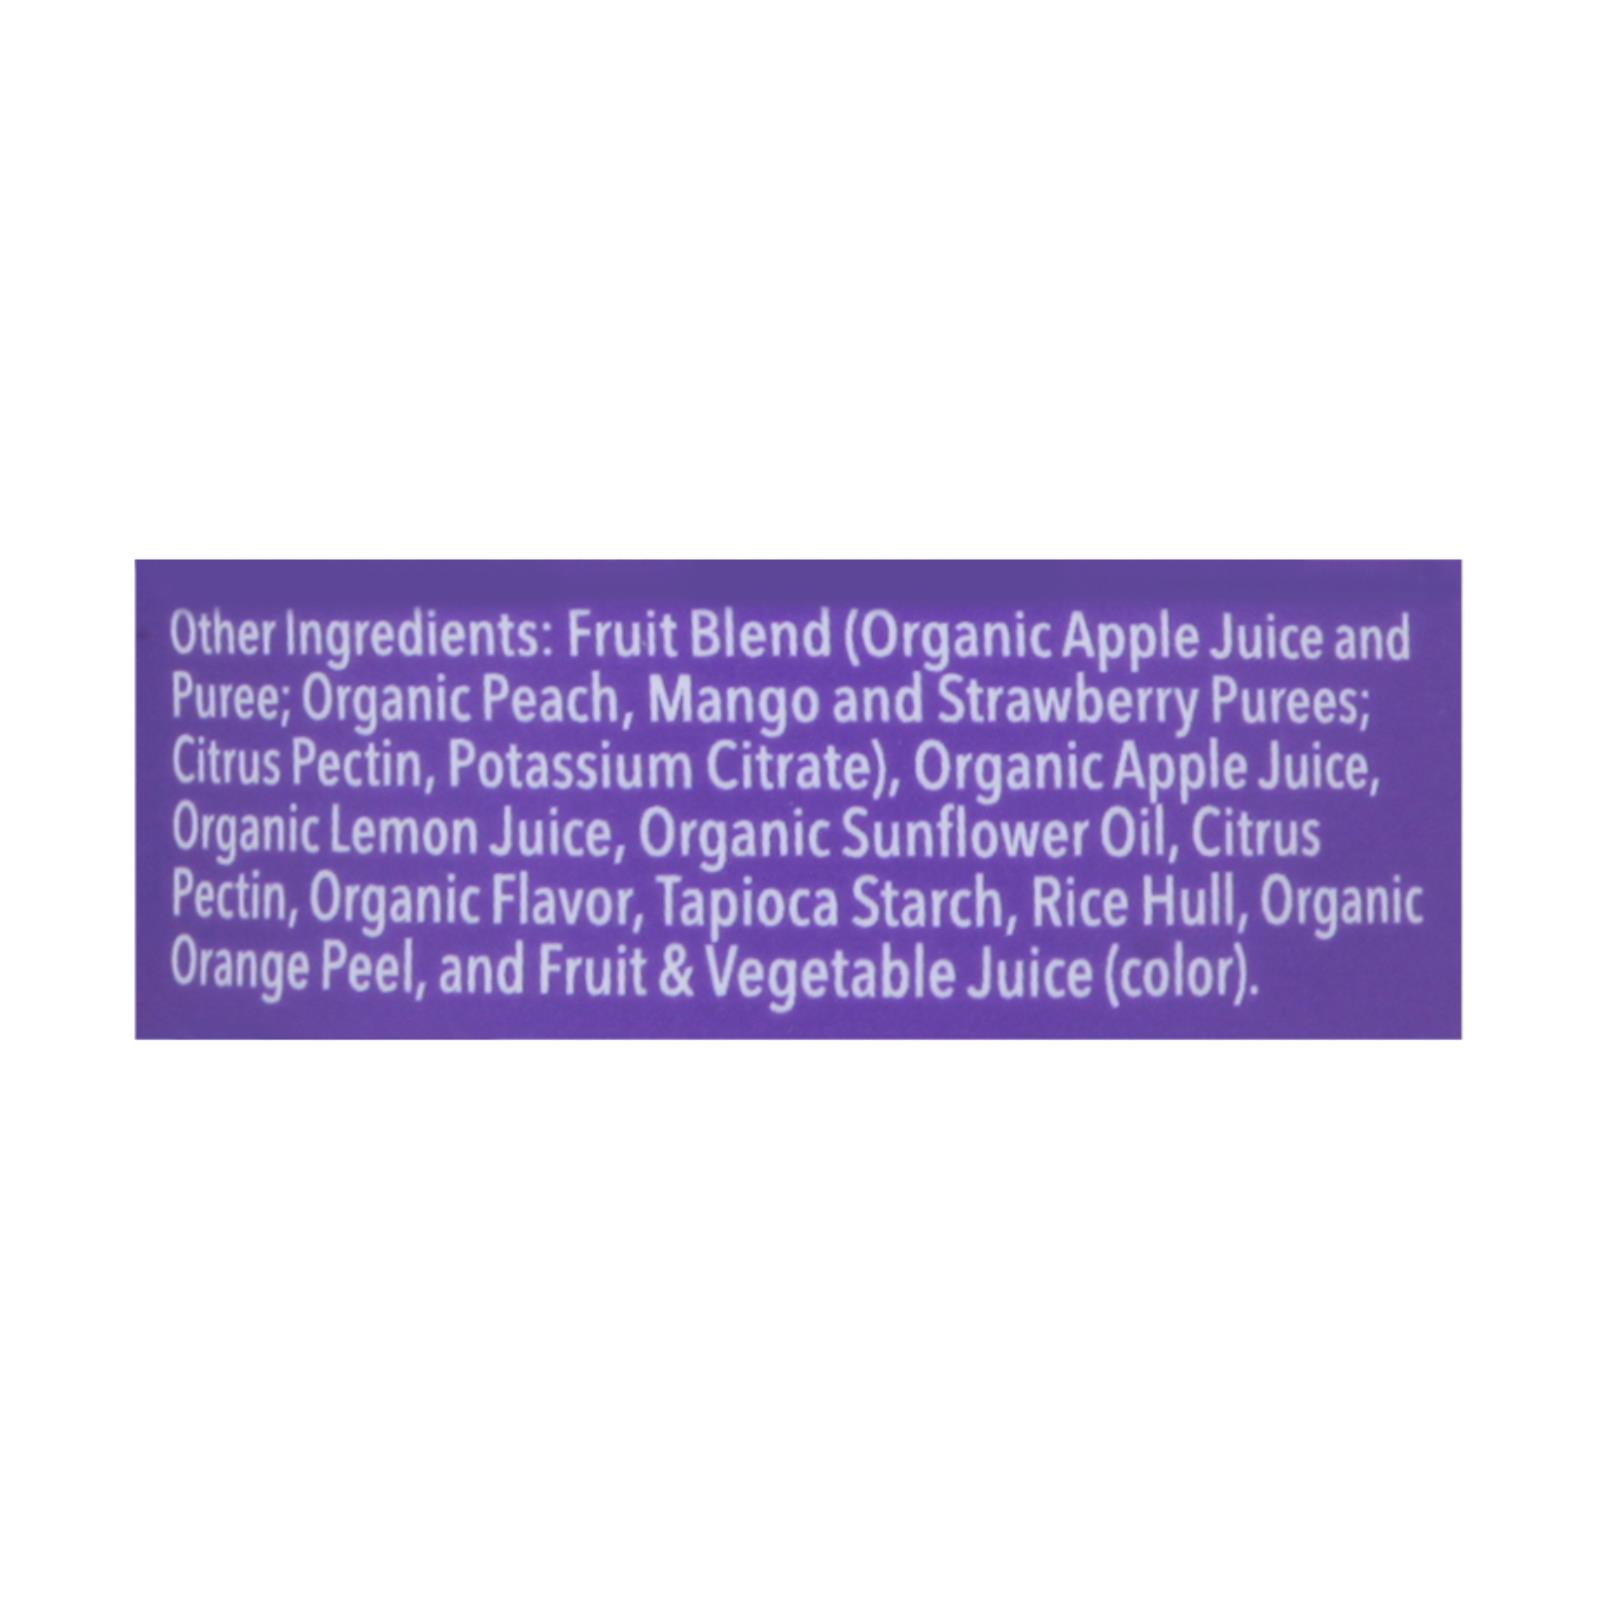 Other Ingredients: Fruit Blend (Organic Apple Juice and
Puree; Organic Peach, Mango and Strawberry Purees;
Citrus Pectin, Potassium Citrate), Organic Apple Juice,
Organic Lemon Juice, Organic Sunflower Oil, Citrus
Pectin, Organic Flavor, Tapioca Starch, Rice Hull, Organic
Orange Peel, and Fruit & Vegetable Juice (color).